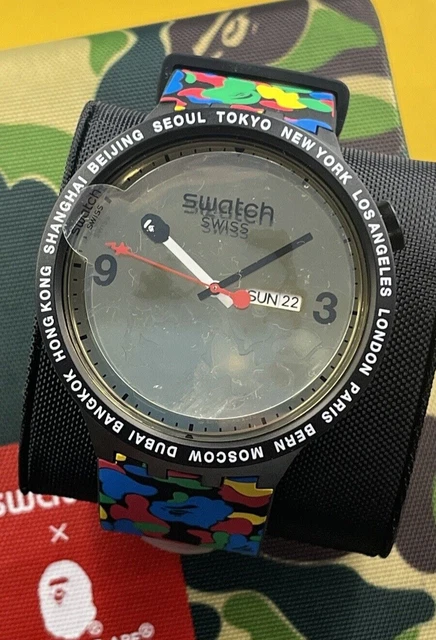 SEOUL TOKYO NEW YORK LOS ANGELES LONDON PARIS BERN MOSCOW DUBAI BANGKOK HONG KONG SHANGHAI BEIJING
swatch
SWISS
swatch
SWISS
9
SUN 22
3
×